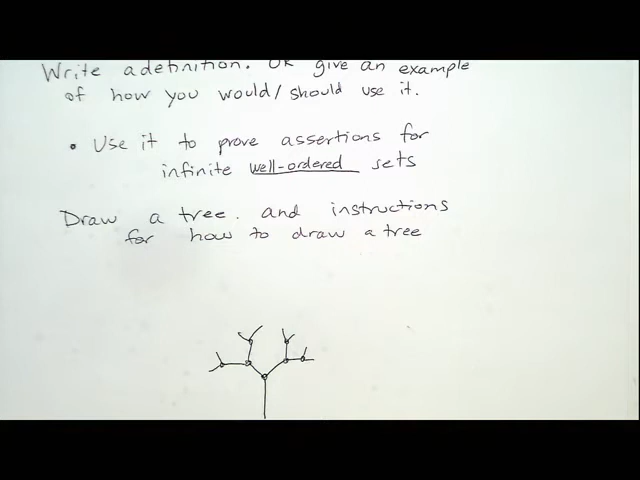 Write a definition. OR give an example
of how you would/should use it.
• Use it to prove assertions for
infinite well-ordered sets
Draw a tree. and instructions
for how to draw a tree